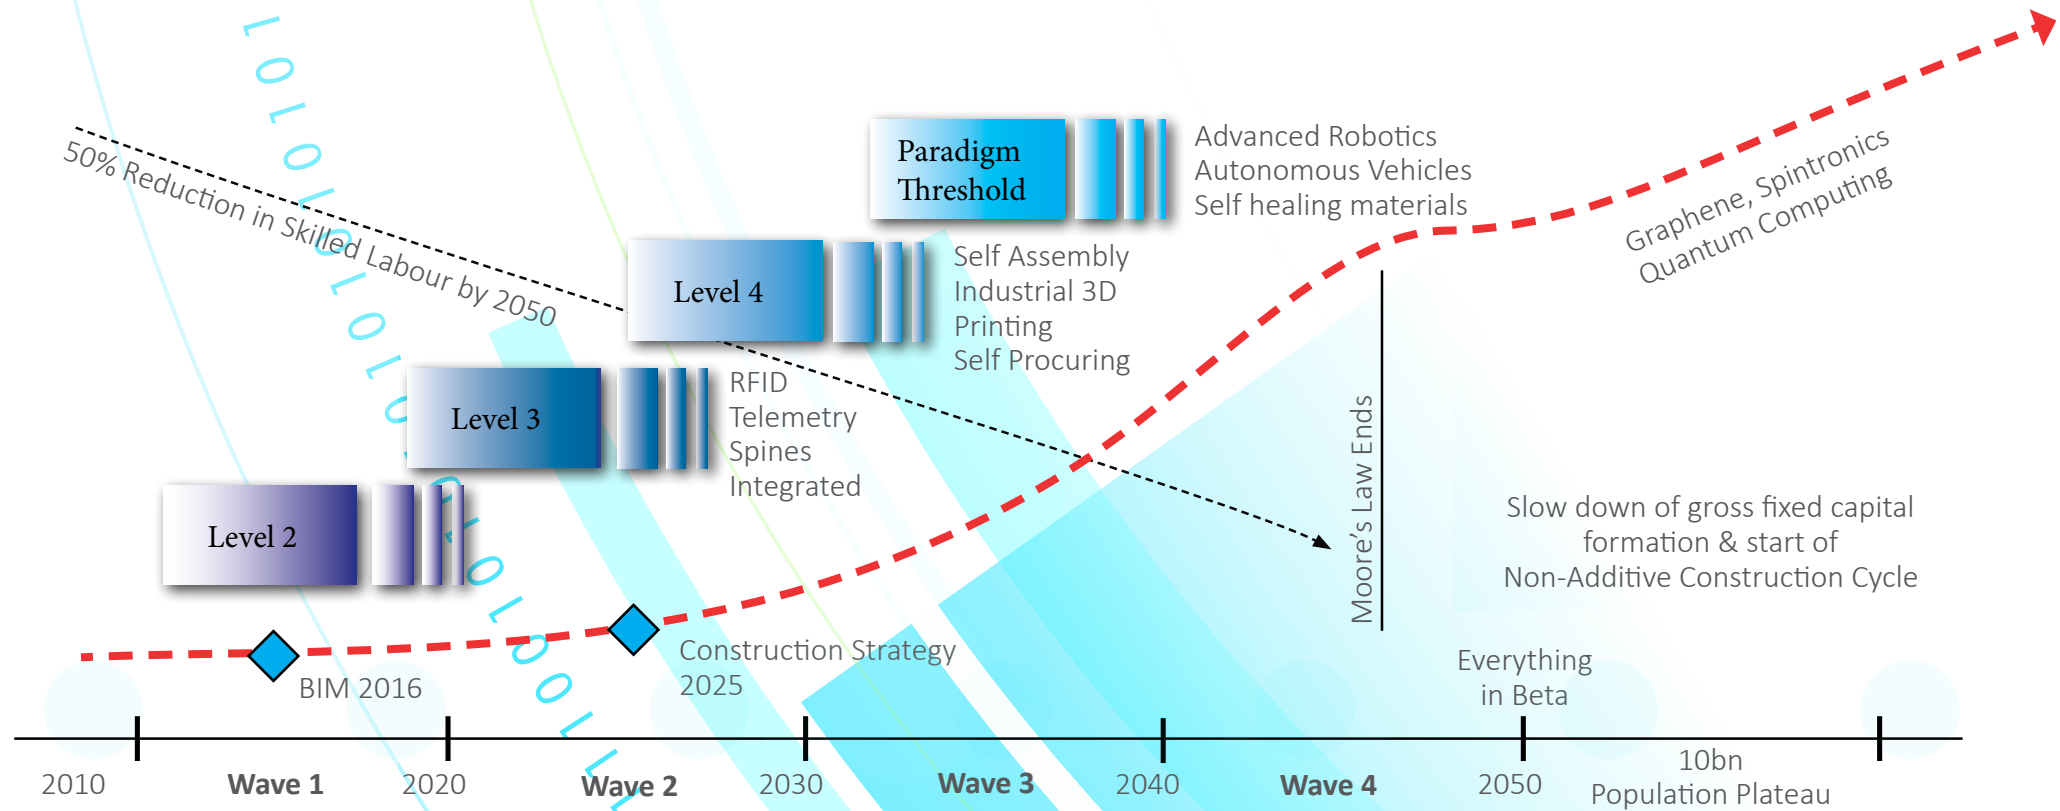 50% Reduction in Skilled Labour by 2050
Paradigm
Threshold
Advanced Robotics
Autonomous Vehicles
Self healing materials
Graphene, Spintronics
Quantum Computing
Level 4
Self Assembly
Industrial 3D
Printing
Self Procuring
Level 3
RFID
Telemetry
Spines
Integrated
Level 2
Moore's Law Ends
Slow down of gross fixed capital
formation & start of
Non-Additive Construction Cycle
BIM 2016
Construction Strategy
2025
Everything
in Beta
2010
Wave 1
2020
Wave 2
2030
Wave 3
2040
Wave 4
2050
10bn
Population Plateau